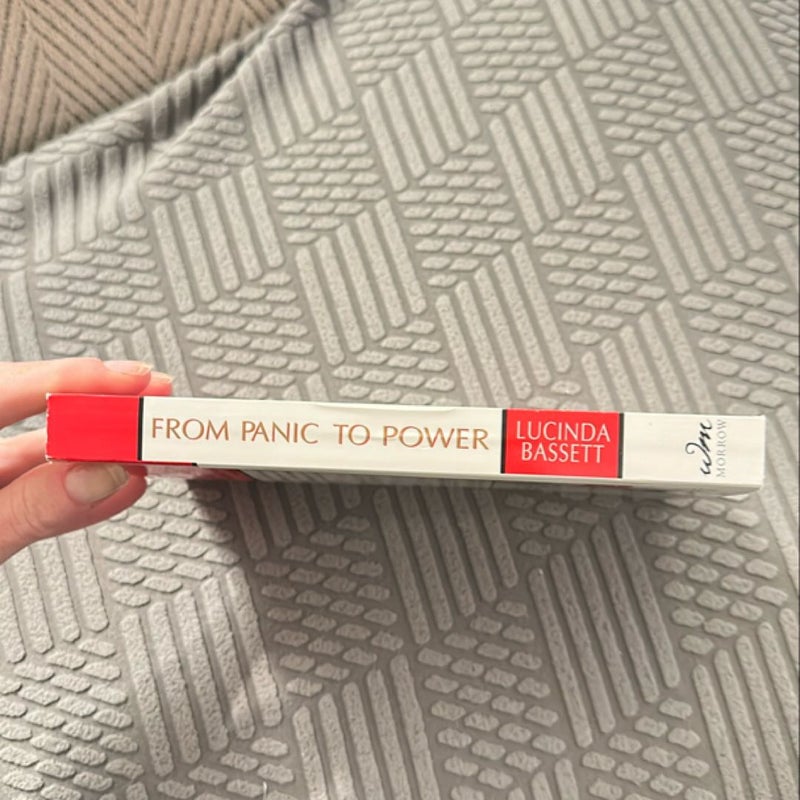 FROM PANIC TO POWER
LUCINDA
BASSETT
wm
MORROW